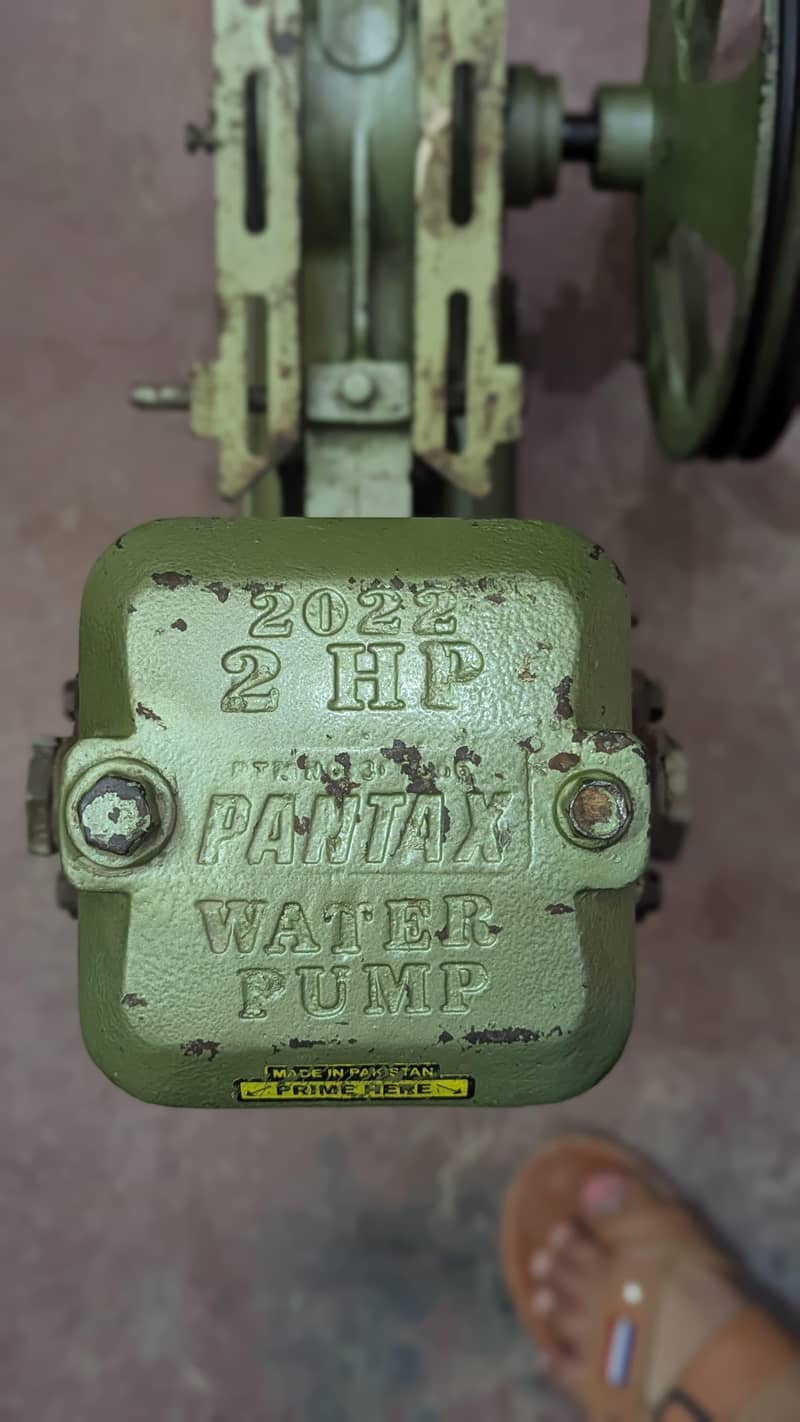 2022
2 HP
PANTAX
WATER
PUMP
MADE IN PAKISTAN
PRIME HERE